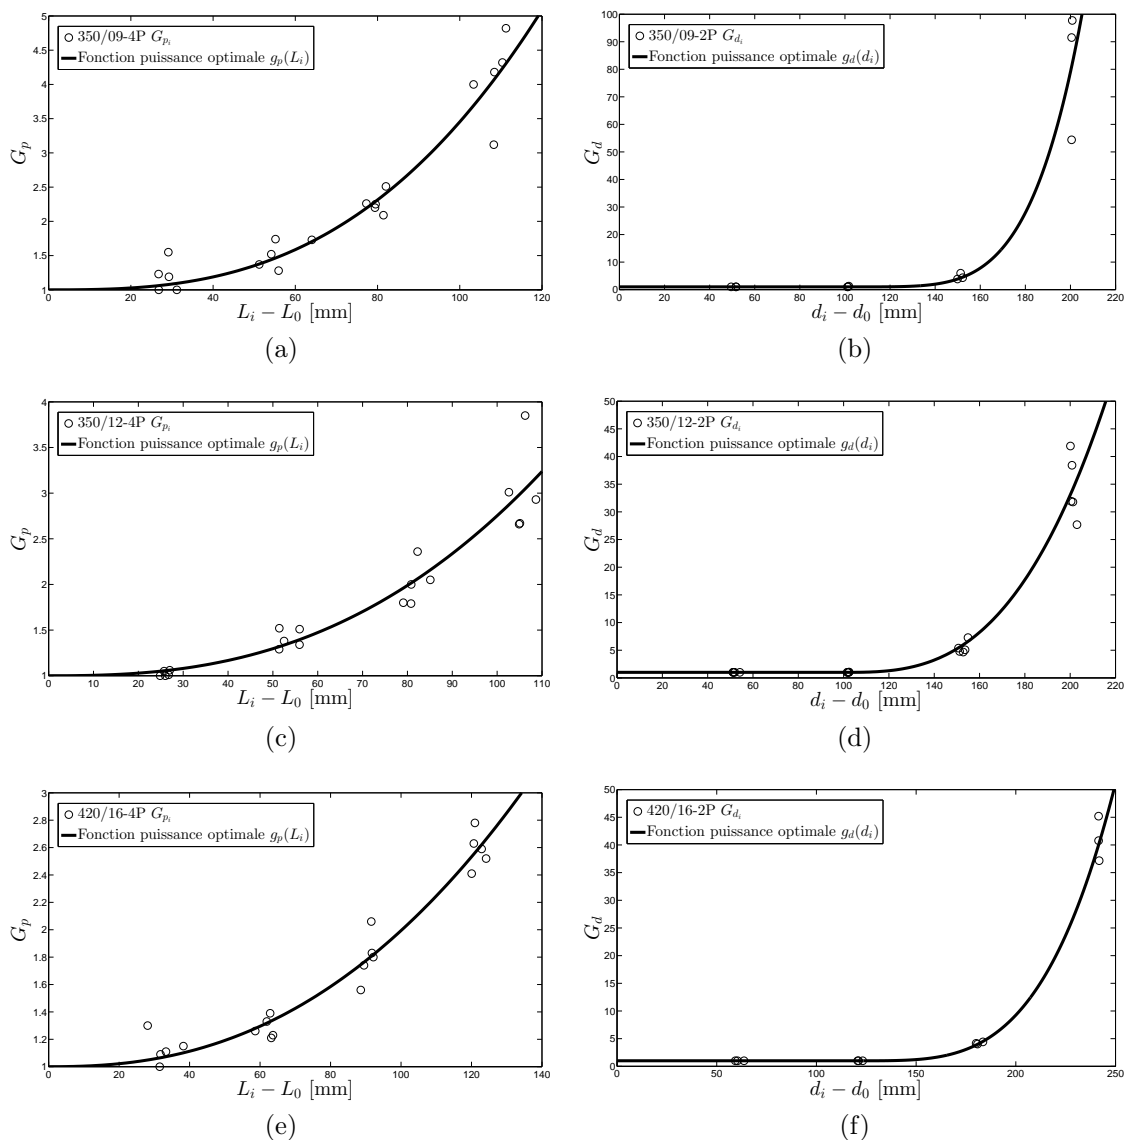 350/09-4P G_{p_i}
Fonction puissance optimale g_p(L_i)
G_p
5
4.5
4
3.5
3
2.5
2
1.5
1
0 20 40 60 80 100 120
L_i − L_0 [mm]
(a)
350/09-2P G_{d_i}
Fonction puissance optimale g_d(d_i)
G_d
100
90
80
70
60
50
40
30
20
10
0
0 20 40 60 80 100 120 140 160 180 200 220
d_i − d_0 [mm]
(b)
350/12-4P G_{p_i}
Fonction puissance optimale g_p(L_i)
G_p
4
3.5
3
2.5
2
1.5
1
0 10 20 30 40 50 60 70 80 90 100 110
L_i − L_0 [mm]
(c)
350/12-2P G_{d_i}
Fonction puissance optimale g_d(d_i)
G_d
50
45
40
35
30
25
20
15
10
5
0
0 20 40 60 80 100 120 140 160 180 200 220
d_i − d_0 [mm]
(d)
420/16-4P G_{p_i}
Fonction puissance optimale g_p(L_i)
G_p
3
2.8
2.6
2.4
2.2
2
1.8
1.6
1.4
1.2
1
0 20 40 60 80 100 120 140
L_i − L_0 [mm]
(e)
420/16-2P G_{d_i}
Fonction puissance optimale g_d(d_i)
G_d
50
45
40
35
30
25
20
15
10
5
0
0 50 100 150 200 250
d_i − d_0 [mm]
(f)